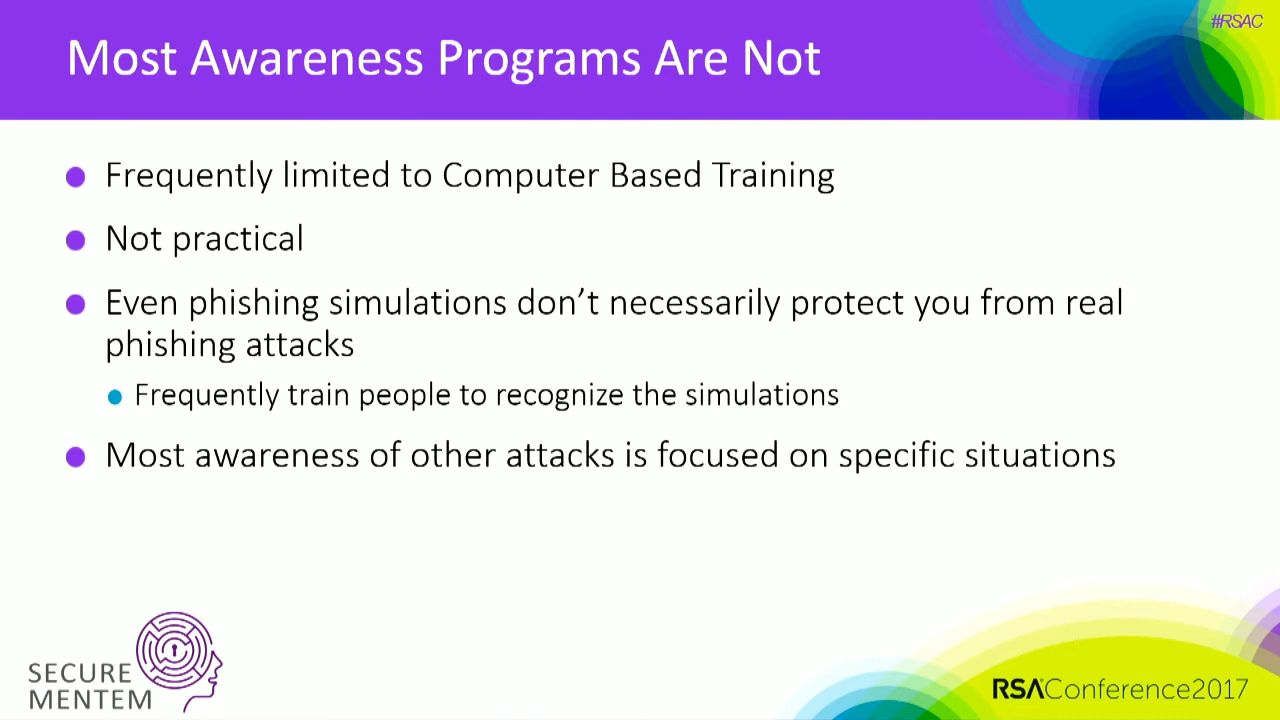 #RSAC
Most Awareness Programs Are Not
Frequently limited to Computer Based Training
Not practical
Even phishing simulations don’t necessarily protect you from real
phishing attacks
Frequently train people to recognize the simulations
Most awareness of other attacks is focused on specific situations
SECURE
MENTEM
RSAConference2017